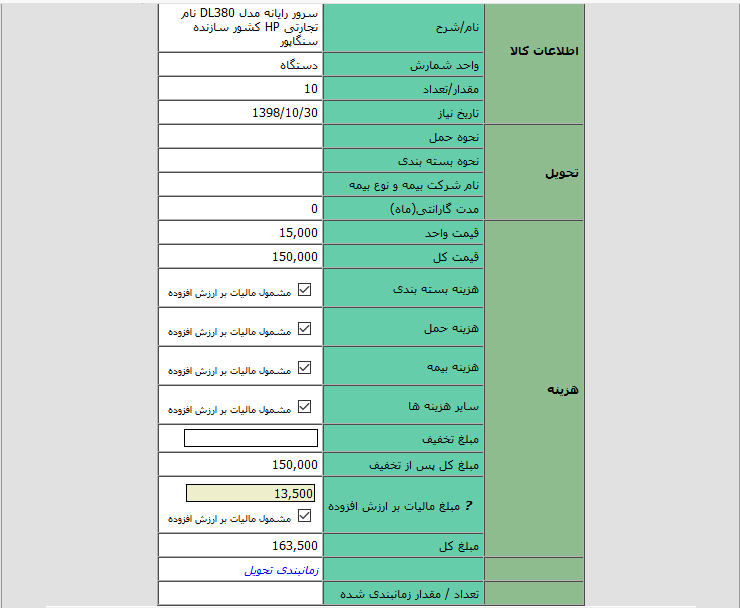 اطلاعات کالا
نام/شرح
سرور رایانه مدل DL380 نام
تجارتی HP کشور سازنده
سنگاپور
واحد شمارش
دستگاه
مقدار/تعداد
10
تاریخ نیاز
1398/10/30
تحویل
نحوه حمل
نحوه بسته بندی
نام شرکت بیمه و نوع بیمه
مدت گارانتی(ماه)
0
هزینه
قیمت واحد
15,000
قیمت کل
150,000
هزینه بسته بندی
مشمول مالیات بر ارزش افزوده
هزینه حمل
مشمول مالیات بر ارزش افزوده
هزینه بیمه
مشمول مالیات بر ارزش افزوده
سایر هزینه ها
مشمول مالیات بر ارزش افزوده
مبلغ تخفیف
مبلغ کل پس از تخفیف
150,000
? مبلغ مالیات بر ارزش افزوده
13,500
مشمول مالیات بر ارزش افزوده
مبلغ کل
163,500
زمانبندی تحویل
تعداد / مقدار زمانبندی شده